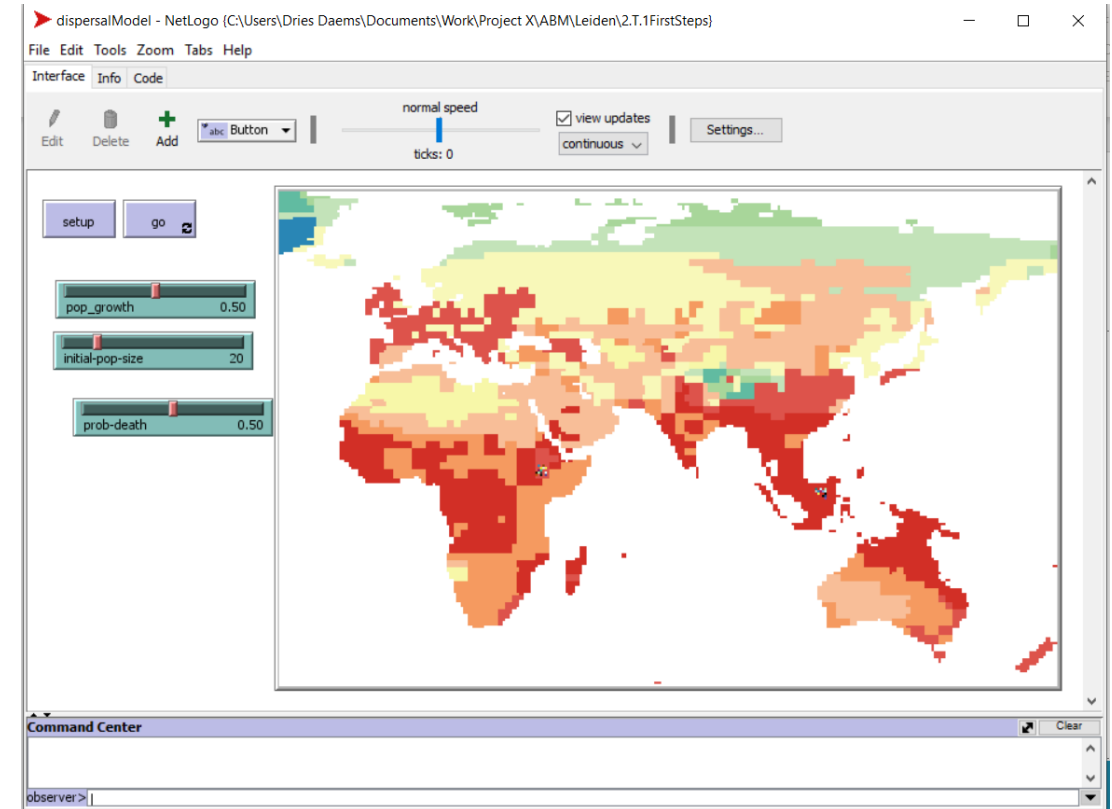 dispersalModel - NetLogo {C:\Users\Dries Daems\Documents\Work\Project X\ABM\Leiden\2.T.1FirstSteps}
File Edit Tools Zoom Tabs Help
Interface Info Code
Edit Delete Add abc Button normal speed ticks: 0 view updates continuous Settings...
setup go
pop_growth 0.50
initial-pop-size 20
prob-death 0.50
Command Center Clear
observer>